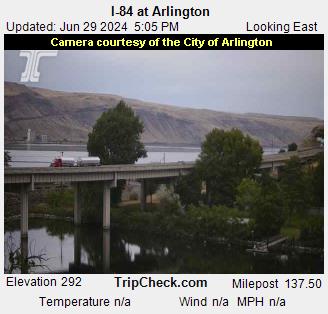 I-84 at Arlington
Updated: Jun 29 2024 5:05 PM Looking East
Camera courtesy of the City of Arlington
Elevation 292 TripCheck.com Milepost 137.50
Temperature n/a Wind n/a MPH n/a